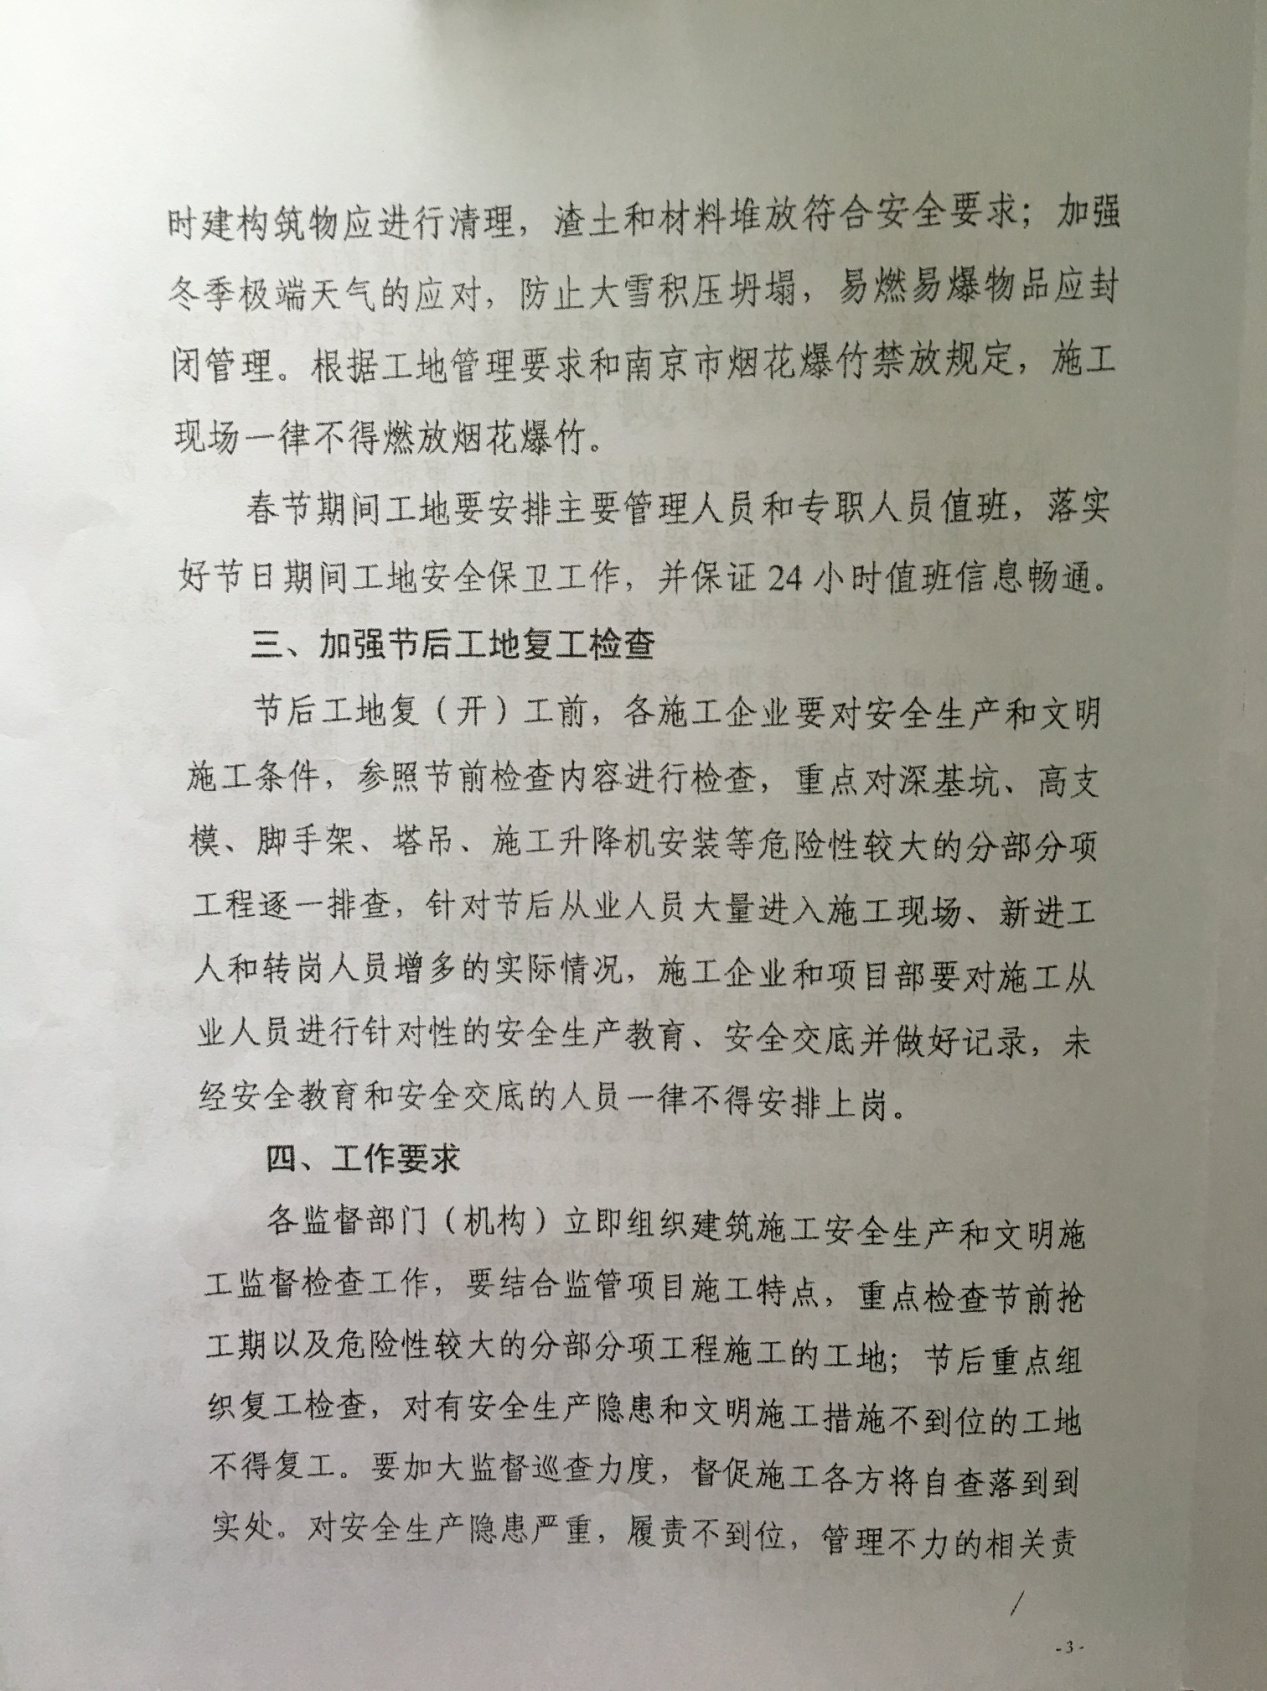 时建构筑物应进行清理，渣土和材料堆放符合安全要求；加强
冬季极端天气的应对，防止大雪积压坍塌，易燃易爆物品应封
闭管理。根据工地管理要求和南京市烟花爆竹禁放规定，施工
现场一律不得燃放烟花爆竹。
春节期间工地要安排主要管理人员和专职人员值班，落实
好节日期间工地安全保卫工作，并保证 24 小时值班信息畅通。
三、加强节后工地复工检查
节后工地复（开）工前，各施工企业要对安全生产和文明
施工条件，参照节前检查内容进行检查，重点对深基坑、高支
模、脚手架、塔吊、施工升降机安装等危险性较大的分部分项
工程逐一排查，针对节后从业人员大量进入施工现场、新进工
人和转岗人员增多的实际情况，施工企业和项目部要对施工从
业人员进行针对性的安全生产教育、安全交底并做好记录，未
经安全教育和安全交底的人员一律不得安排上岗。
四、工作要求
各监督部门（机构）立即组织建筑施工安全生产和文明施
工监督检查工作，要结合监管项目施工特点，重点检查节前抢
工期以及危险性较大的分部分项工程施工的工地；节后重点组
织复工检查，对有安全生产隐患和文明施工措施不到位的工地
不得复工。要加大监督巡查力度，督促施工各方将自查落到到
实处。对安全生产隐患严重，履责不到位，管理不力的相关责
- 3 -